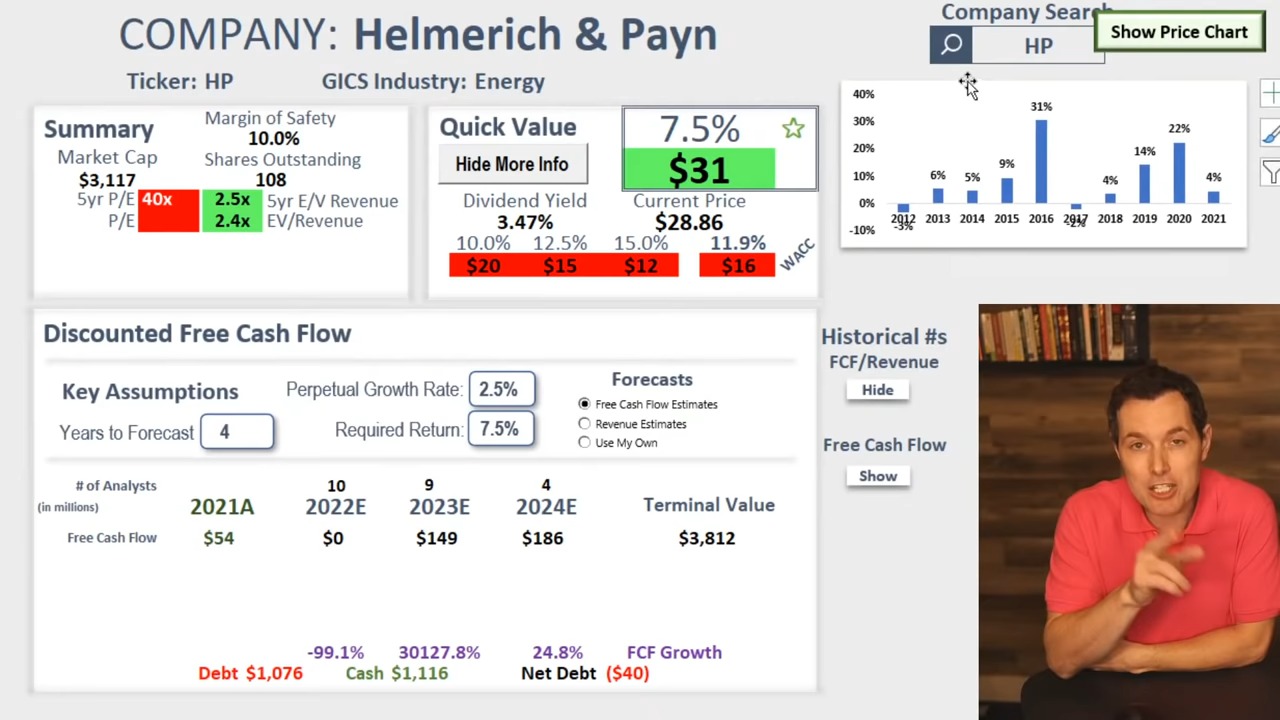 COMPANY: Helmerich & Payn
Ticker: HP GICS Industry: Energy
Company Search
HP
Show Price Chart
Summary
Margin of Safety
10.0%
Market Cap
$3,117
Shares Outstanding
108
5yr P/E 40x
P/E
2.5x 5yr E/V Revenue
2.4x EV/Revenue
Quick Value
7.5%
Hide More Info
$31
Dividend Yield
3.47%
Current Price
$28.86
10.0% 12.5% 15.0% 11.9%
$20 $15 $12 $16 WACC
40%
30%
20%
10%
0%
-10%
-3% 6% 5% 9% 31% -2% 4% 14% 22% 4%
2012 2013 2014 2015 2016 2017 2018 2019 2020 2021
Discounted Free Cash Flow
Key Assumptions
Years to Forecast 4
Perpetual Growth Rate: 2.5%
Required Return: 7.5%
Forecasts
Free Cash Flow Estimates
Revenue Estimates
Use My Own
Historical #s
FCF/Revenue
Hide
Free Cash Flow
Show
# of Analysts 10 9 4
(in millions) 2021A 2022E 2023E 2024E Terminal Value
Free Cash Flow $54 $0 $149 $186 $3,812
-99.1% 30127.8% 24.8% FCF Growth
Debt $1,076 Cash $1,116 Net Debt ($40)